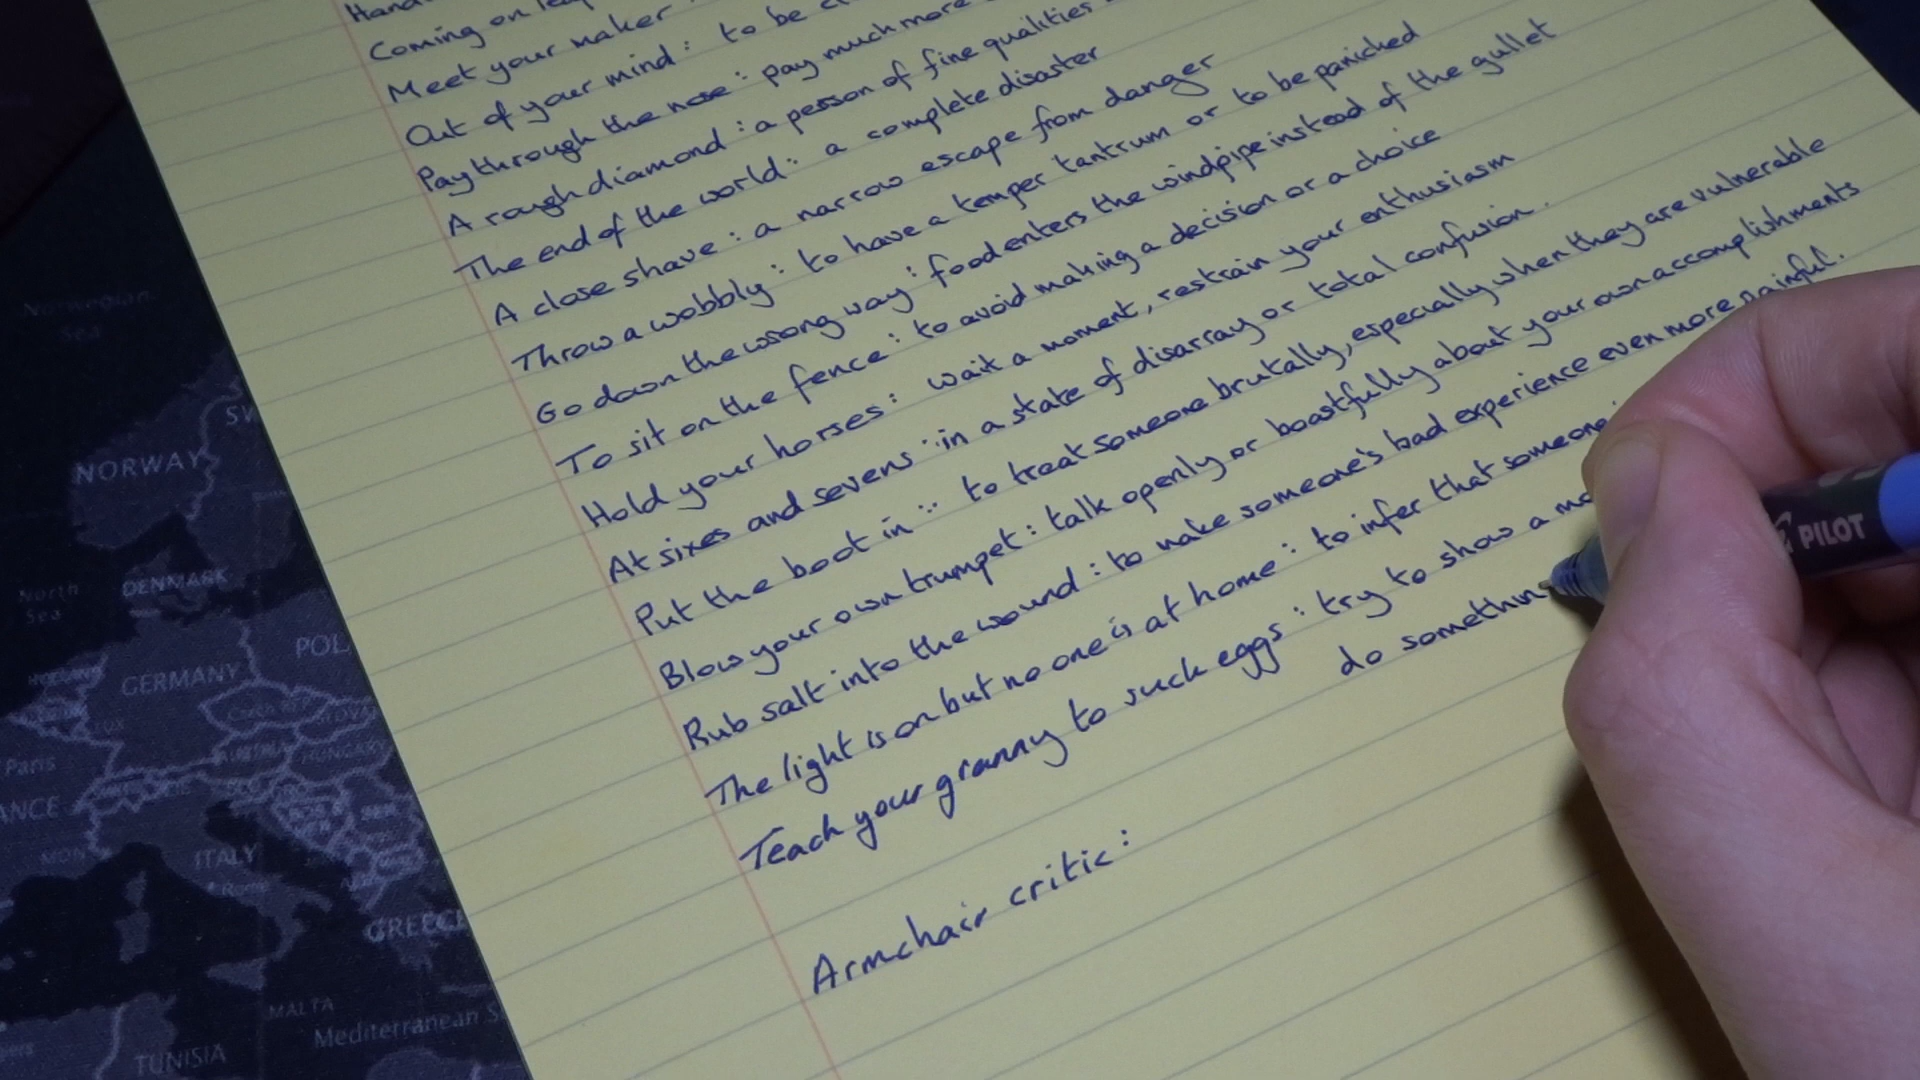 Coming on
Meet your maker
Out of your mind : to be
Pay through the nose : pay much more
A rough diamond : a person of fine qualities
The end of the world : a complete disaster
A close shave : a narrow escape from danger
Throw a wobbly : to have a temper tantrum or to be panicked
Go down the wrong way : food enters the windpipe instead of the gullet
To sit on the fence : to avoid making a decision or a choice
Hold your horses : wait a moment, restrain your enthusiasm
At sixes and sevens : in a state of disarray or total confusion.
Put the boot in : to treat someone brutally, especially when they are vulnerable
Blow your own trumpet : talk openly or boastfully about your own accomplishments
Rub salt into the wound : to make someone's bad experience even more painful.
The light is on but no one is at home : to infer that someone
Teach your granny to suck eggs : try to show a
do somethin
Armchair critic :
PILOT
Norwegian
Sea
NORWAY
North
Sea
DENMARK
POL
GERMANY
Paris
ANCE
ITALY
Rome
GREECE
MALTA
Mediterranean S
TUNISIA